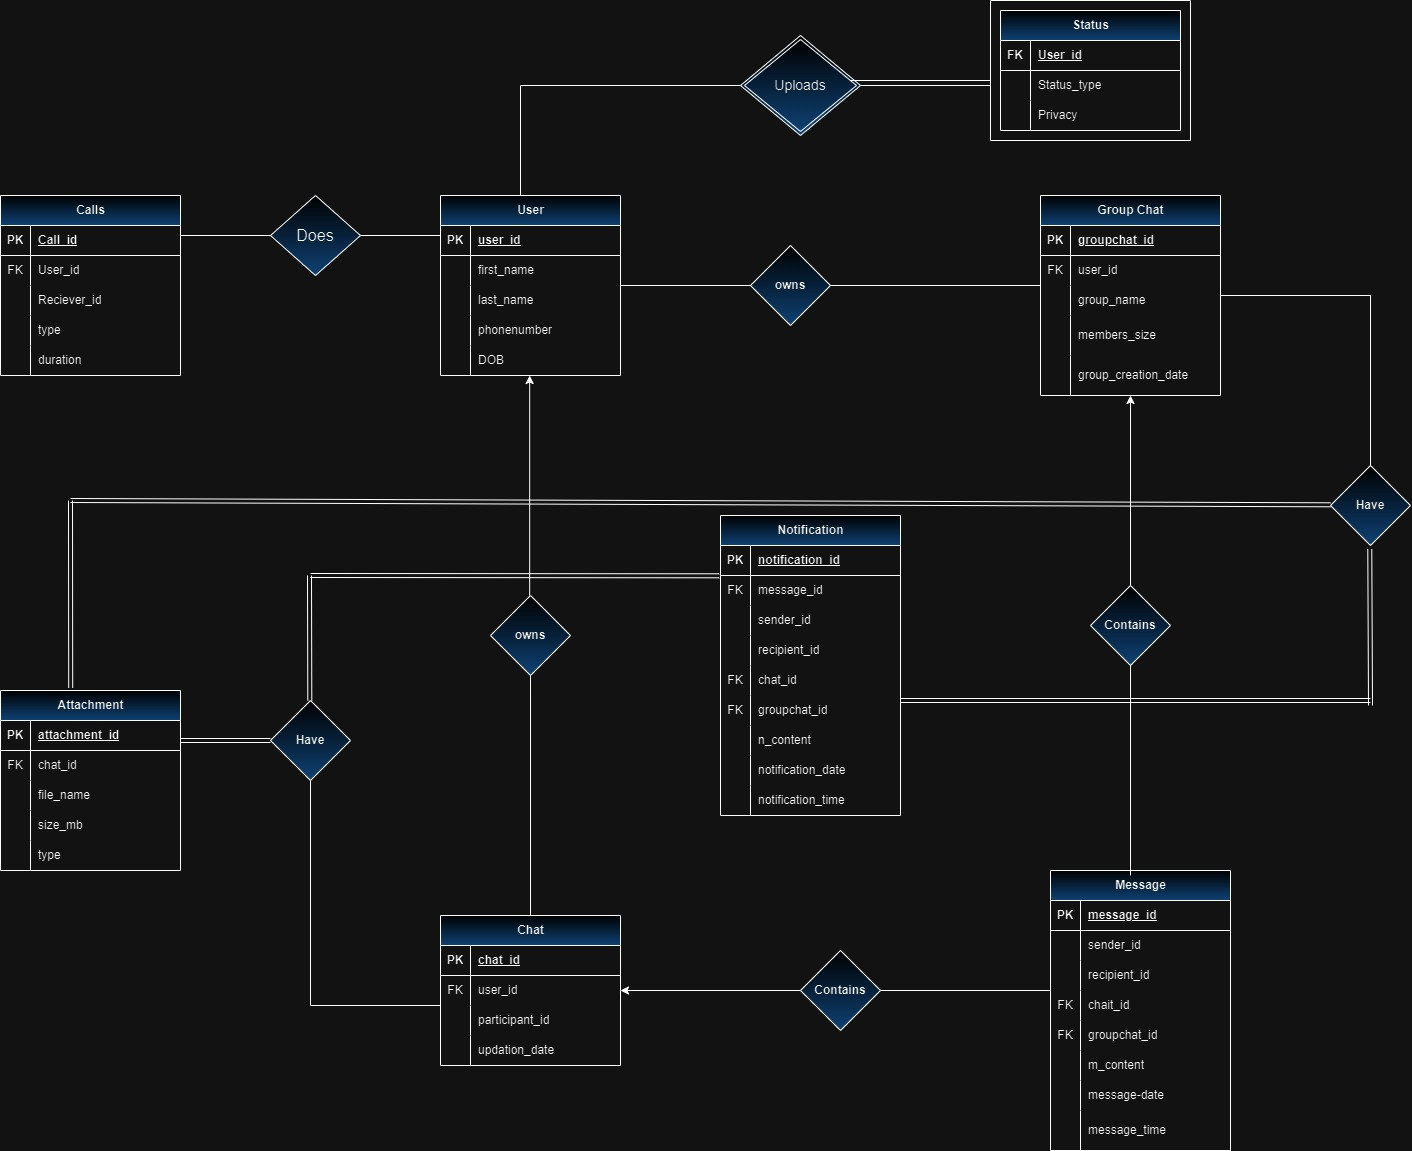 Status
FK User_id
Status_type
Privacy
Uploads
Calls
PK Call_id
FK User_id
Reciever_id
type
duration
Does
User
PK user_id
first_name
last_name
phonenumber
DOB
owns
Group Chat
PK groupchat_id
FK user_id
group_name
members_size
group_creation_date
Have
Notification
PK notification_id
FK message_id
sender_id
recipient_id
FK chat_id
FK groupchat_id
n_content
notification_date
notification_time
owns
Contains
Attachment
PK attachment_id
FK chat_id
file_name
size_mb
type
Have
Chat
PK chat_id
FK user_id
participant_id
updation_date
Contains
Message
PK message_id
sender_id
recipient_id
FK chait_id
FK groupchat_id
m_content
message-date
message_time